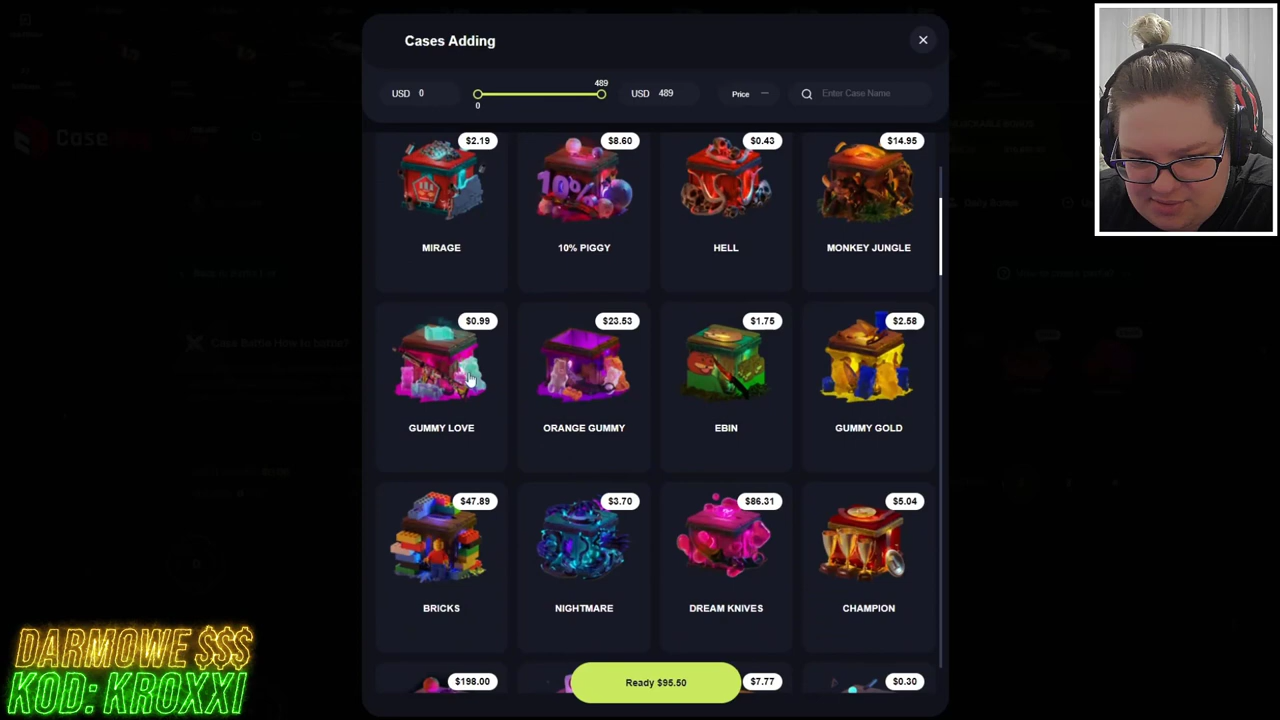 Cases Adding
USD 0 489 USD 489 Price Enter Case Name
0
$2.19 $8.60 $0.43 $14.95
10%
MIRAGE 10% PIGGY HELL MONKEY JUNGLE
$0.99 $23.53 $1.75 $2.58
GUMMY LOVE ORANGE GUMMY EBIN GUMMY GOLD
$47.89 $3.70 $86.31 $5.04
BRICKS NIGHTMARE DREAM KNIVES CHAMPION
$198.00 Ready $95.50 $7.77 $0.30
DARMOWE $$$
KOD: KROXXI
Case